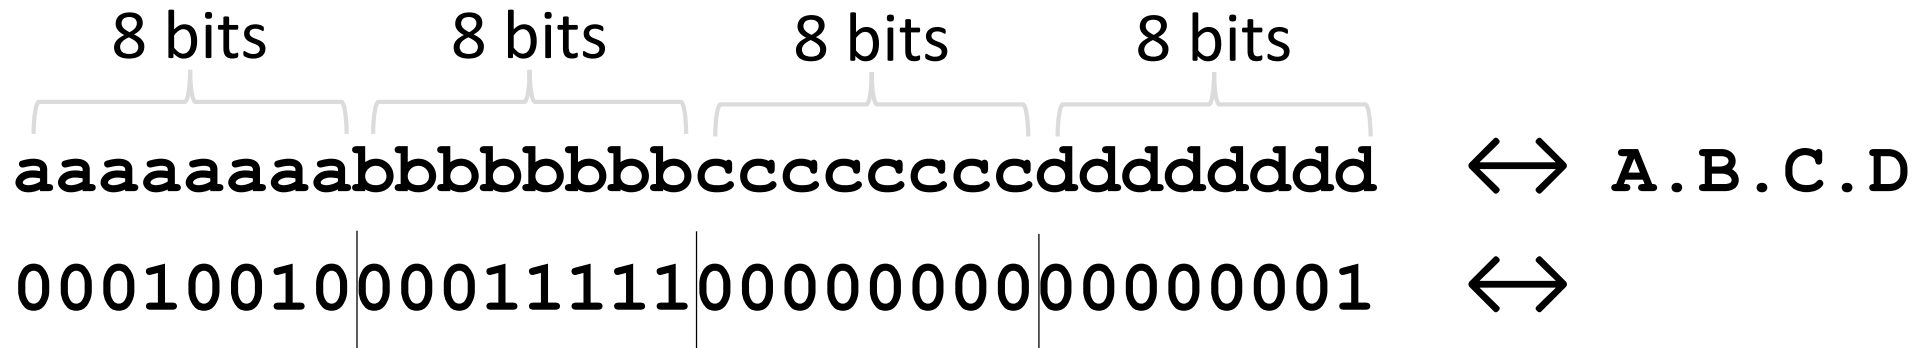 8 bits 8 bits 8 bits 8 bits
aaaaaaaabbbbbbbbccccccccdddddddd ↔ A.B.C.D
00010010000111110000000000000001 ↔